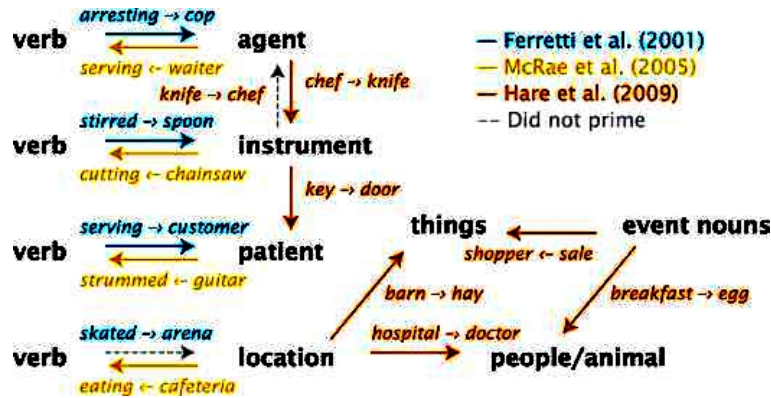 arresting → cop
verb agent
serving ← waiter
knife → chef
chef → knife
Ferretti et al. (2001)
McRae et al. (2005)
Hare et al. (2009)
Did not prime
stirred → spoon
verb instrument
cutting ← chainsaw
key → door
serving → customer
verb patient
strummed ← guitar
things event nouns
shopper ← sale
barn → hay
breakfast → egg
skated → arena
hospital → doctor
verb location people/animal
eating ← cafeteria